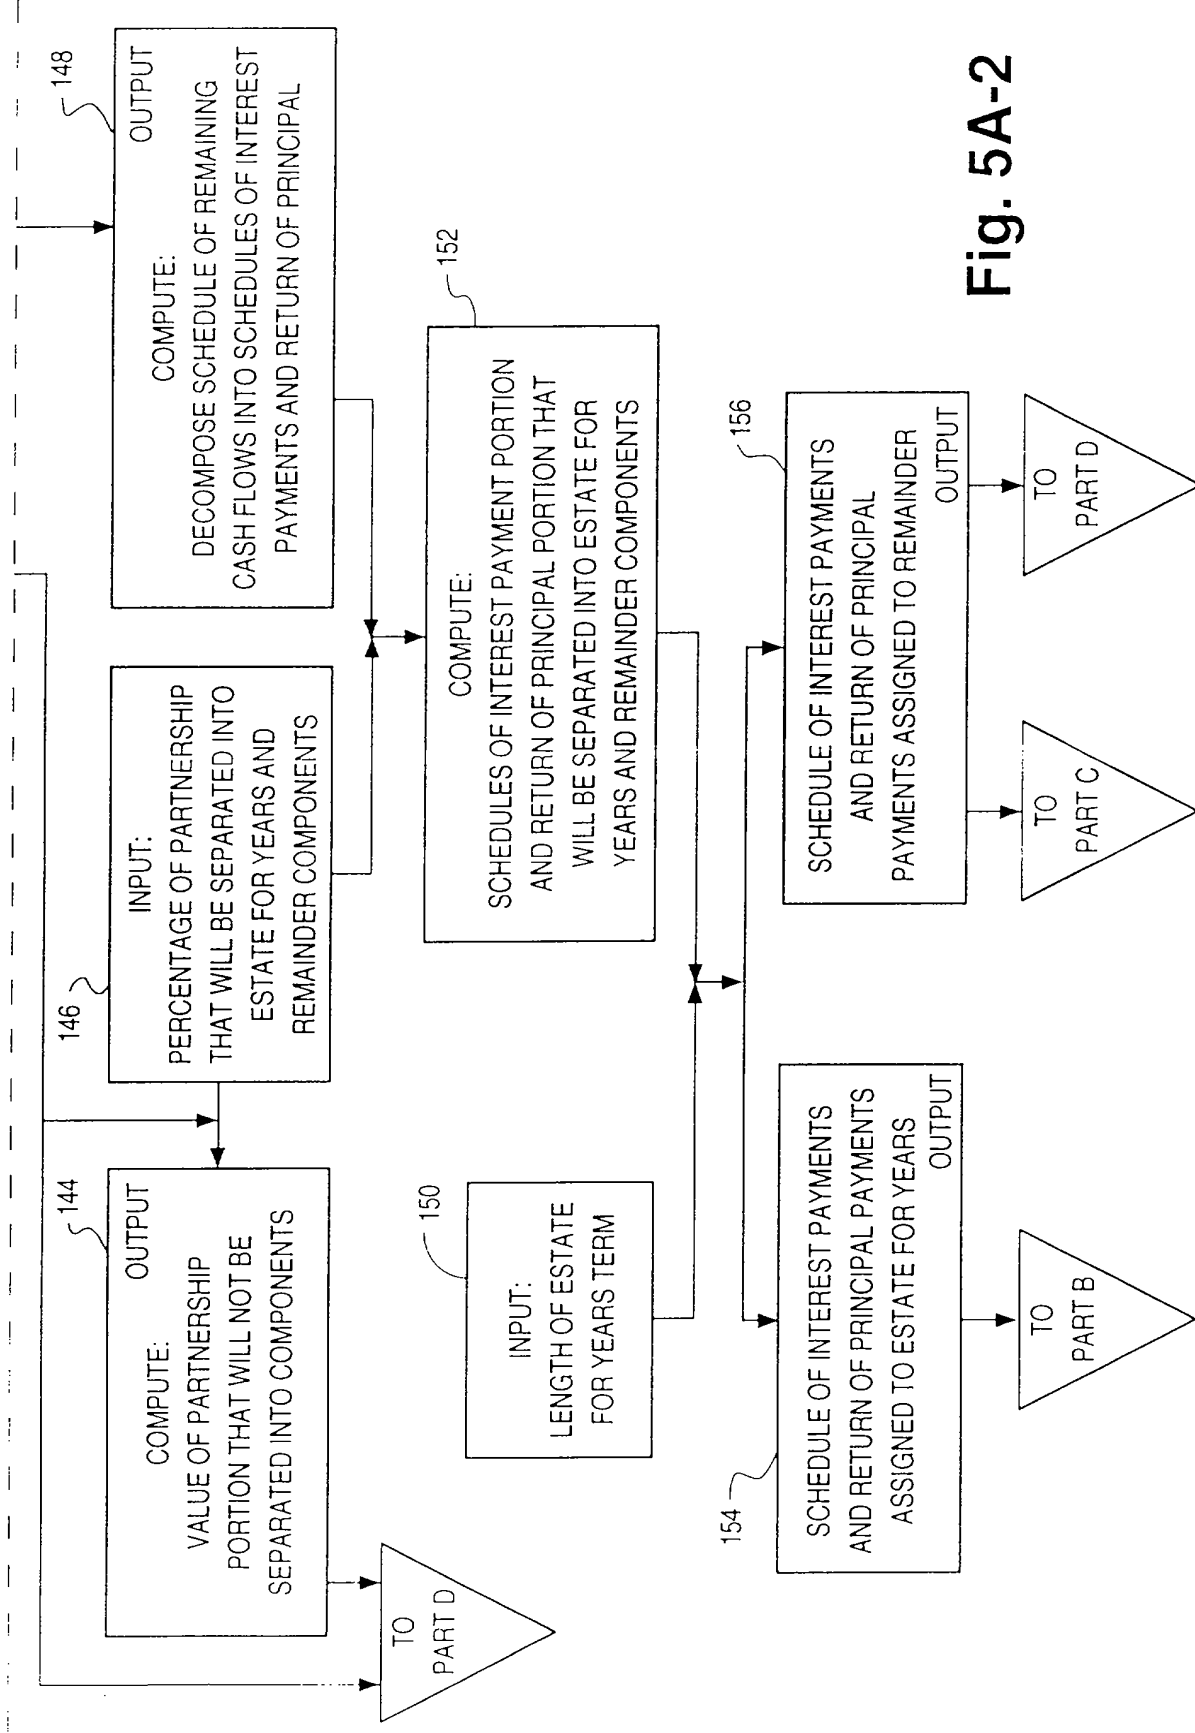 144
OUTPUT
COMPUTE:
VALUE OF PARTNERSHIP
PORTION THAT WILL NOT BE
SEPARATED INTO COMPONENTS
146
INPUT:
PERCENTAGE OF PARTNERSHIP
THAT WILL BE SEPARATED INTO
ESTATE FOR YEARS AND
REMAINDER COMPONENTS
148
OUTPUT
COMPUTE:
DECOMPOSE SCHEDULE OF REMAINING
CASH FLOWS INTO SCHEDULES OF INTEREST
PAYMENTS AND RETURN OF PRINCIPAL
TO
PART D
150
INPUT:
LENGTH OF ESTATE
FOR YEARS TERM
152
COMPUTE:
SCHEDULES OF INTEREST PAYMENT PORTION
AND RETURN OF PRINCIPAL PORTION THAT
WILL BE SEPARATED INTO ESTATE FOR
YEARS AND REMAINDER COMPONENTS
154
SCHEDULE OF INTEREST PAYMENTS
AND RETURN OF PRINCIPAL PAYMENTS
ASSIGNED TO ESTATE FOR YEARS
OUTPUT
156
SCHEDULE OF INTEREST PAYMENTS
AND RETURN OF PRINCIPAL
PAYMENTS ASSIGNED TO REMAINDER
OUTPUT
TO
PART B
TO
PART C
TO
PART D
Fig. 5A-2